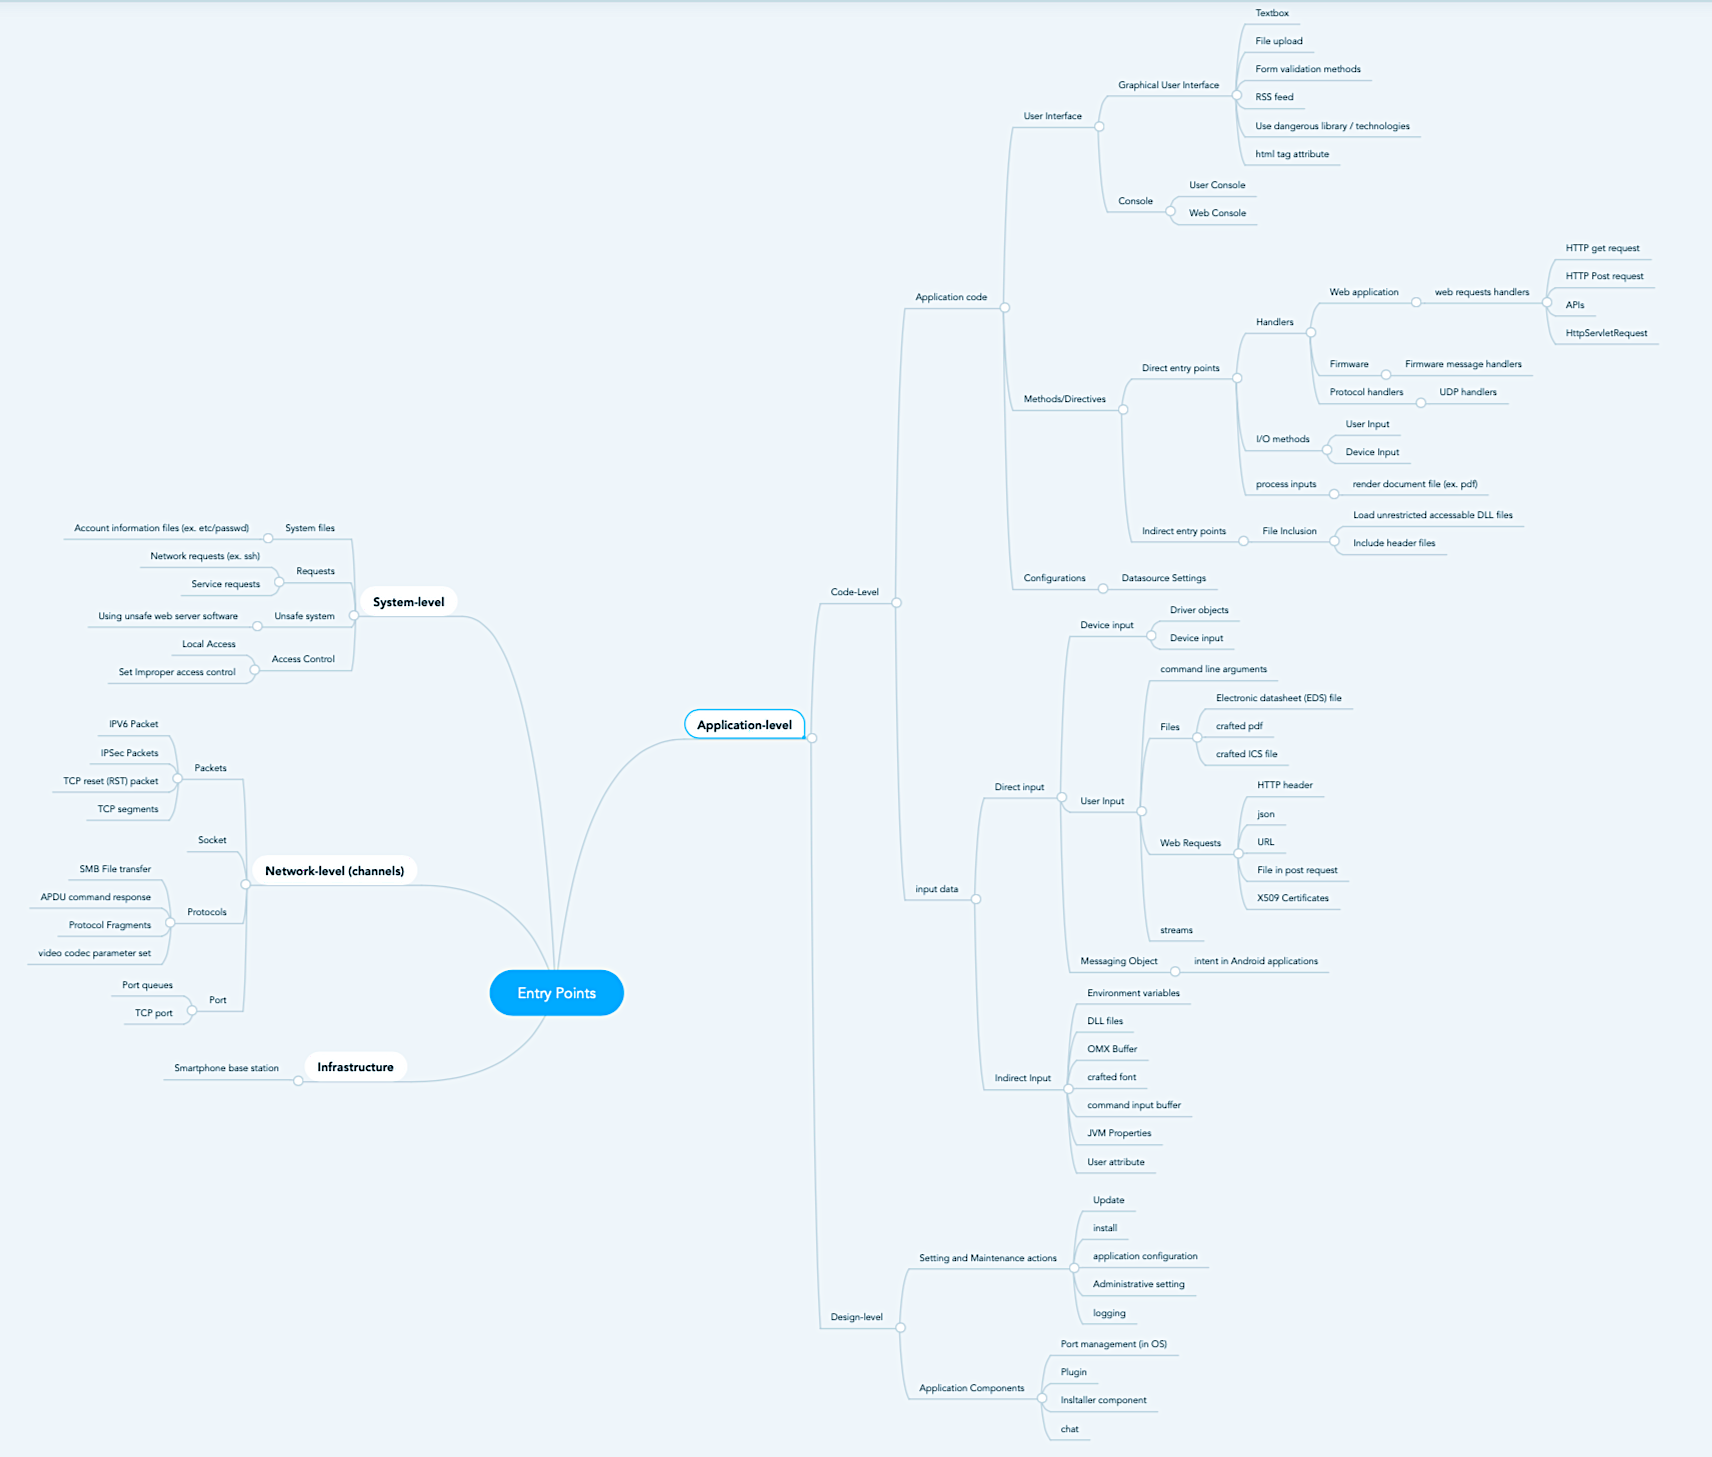 Entry Points
System-level
System files
Account information files (ex. etc/passwd)
Requests
Network requests (ex. ssh)
Service requests
Unsafe system
Using unsafe web server software
Access Control
Local Access
Set Improper access control
Network-level (channels)
Packets
IPV6 Packet
IPSec Packets
TCP reset (RST) packet
TCP segments
Socket
Protocols
SMB File transfer
APDU command response
Protocol Fragments
video codec parameter set
Port
Port queues
TCP port
Infrastructure
Smartphone base station
Application-level
Code-Level
Application code
User Interface
Graphical User Interface
Textbox
File upload
Form validation methods
RSS feed
Use dangerous library / technologies
html tag attribute
Console
User Console
Web Console
Methods/Directives
Direct entry points
Handlers
Web application
web requests handlers
HTTP get request
HTTP Post request
APIs
HttpServletRequest
Firmware
Firmware message handlers
Protocol handlers
UDP handlers
I/O methods
User Input
Device Input
process inputs
render document file (ex. pdf)
Indirect entry points
File Inclusion
Load unrestricted accessable DLL files
Include header files
Configurations
Datasource Settings
input data
Direct input
Device input
Driver objects
Device input
User Input
command line arguments
Files
Electronic datasheet (EDS) file
crafted pdf
crafted ICS file
Web Requests
HTTP header
json
URL
File in post request
X509 Certificates
streams
Messaging Object
intent in Android applications
Indirect Input
Environment variables
DLL files
OMX Buffer
crafted font
command input buffer
JVM Properties
User attribute
Design-level
Setting and Maintenance actions
Update
install
application configuration
Administrative setting
logging
Application Components
Port management (in OS)
Plugin
Insltaller component
chat